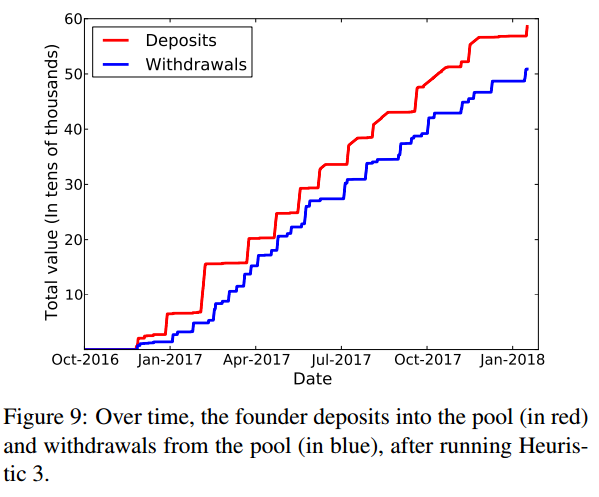 60
Deposits
Withdrawals
50
40
30
20
10
Total value (In tens of thousands)
Oct-2016 Jan-2017 Apr-2017 Jul-2017 Oct-2017 Jan-2018
Date
Figure 9: Over time, the founder deposits into the pool (in red)
and withdrawals from the pool (in blue), after running Heuris-
tic 3.